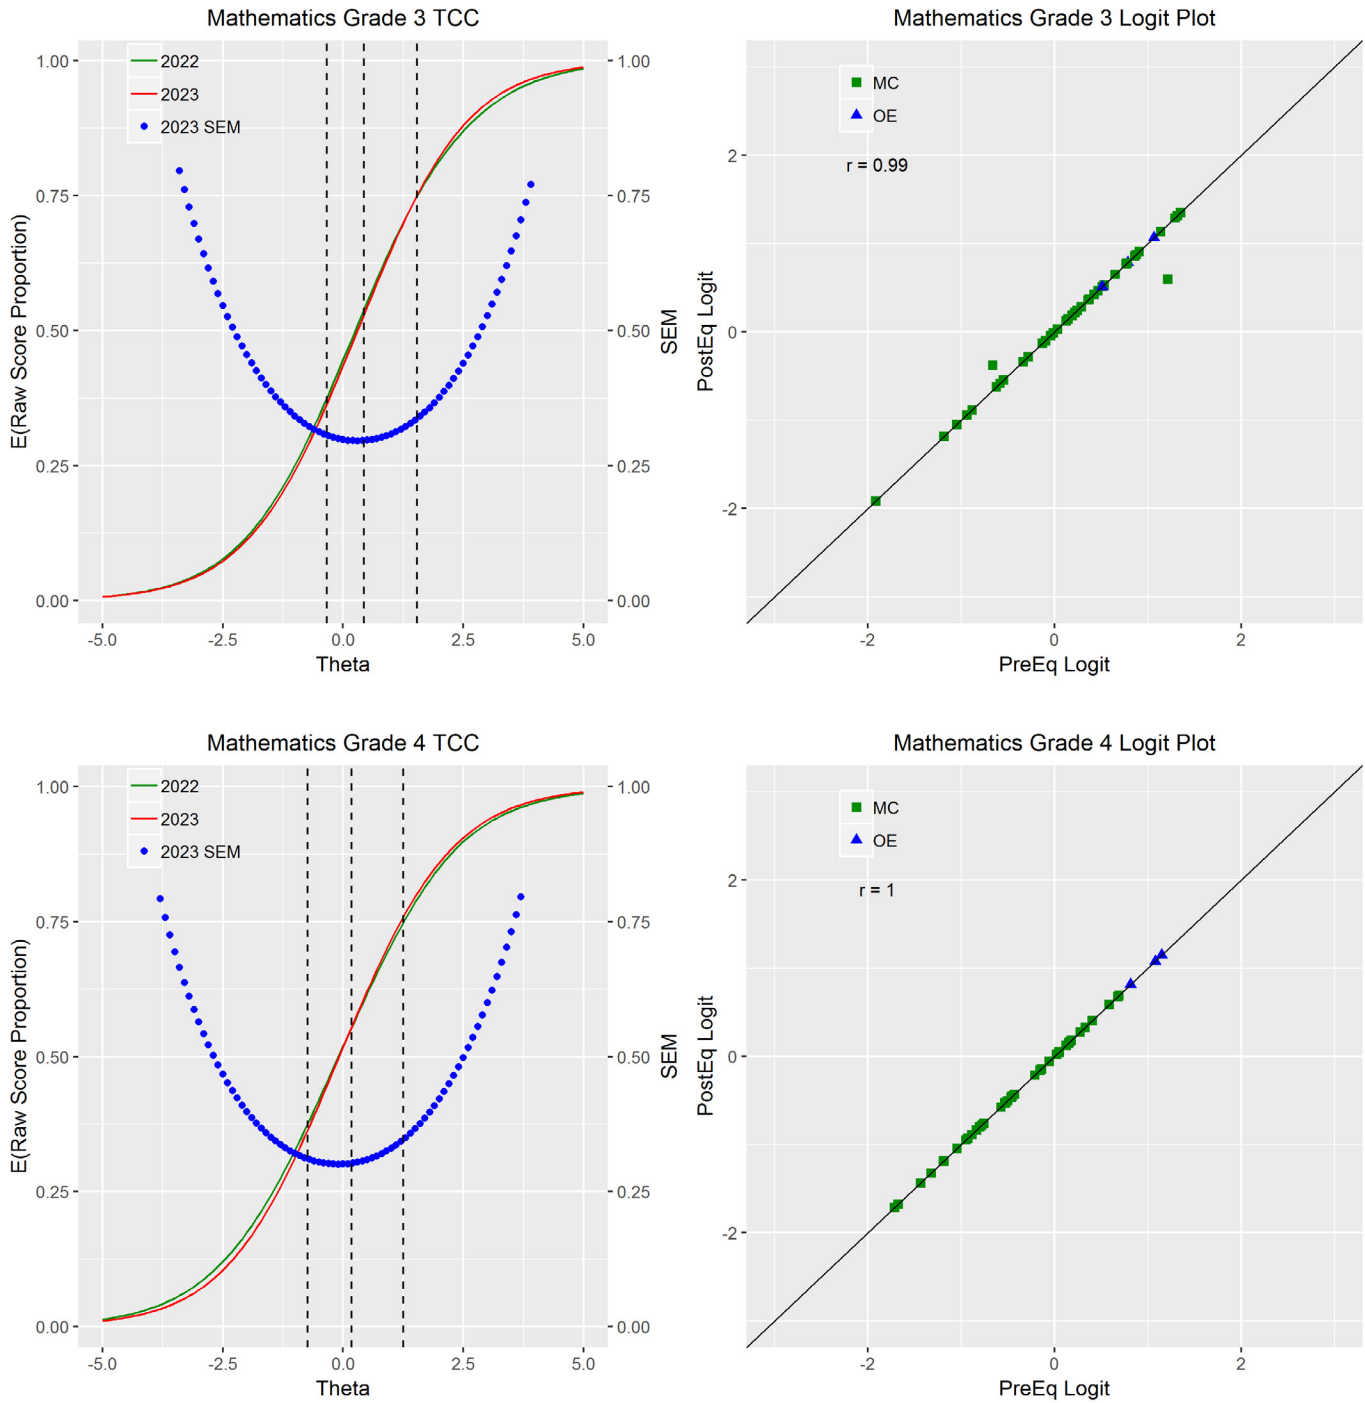 Mathematics Grade 3 TCC
2022
2023
2023 SEM
1.00
0.75
0.50
0.25
0.00
1.00
0.75
0.50
0.25
0.00
-5.0
-2.5
0.0
2.5
5.0
E(Raw Score Proportion)
SEM
Theta
Mathematics Grade 3 Logit Plot
MC
OE
r = 0.99
2
0
-2
-2
0
2
PostEq Logit
PreEq Logit
Mathematics Grade 4 TCC
2022
2023
2023 SEM
1.00
0.75
0.50
0.25
0.00
1.00
0.75
0.50
0.25
0.00
-5.0
-2.5
0.0
2.5
5.0
E(Raw Score Proportion)
SEM
Theta
Mathematics Grade 4 Logit Plot
MC
OE
r = 1
2
0
-2
-2
0
2
PostEq Logit
PreEq Logit